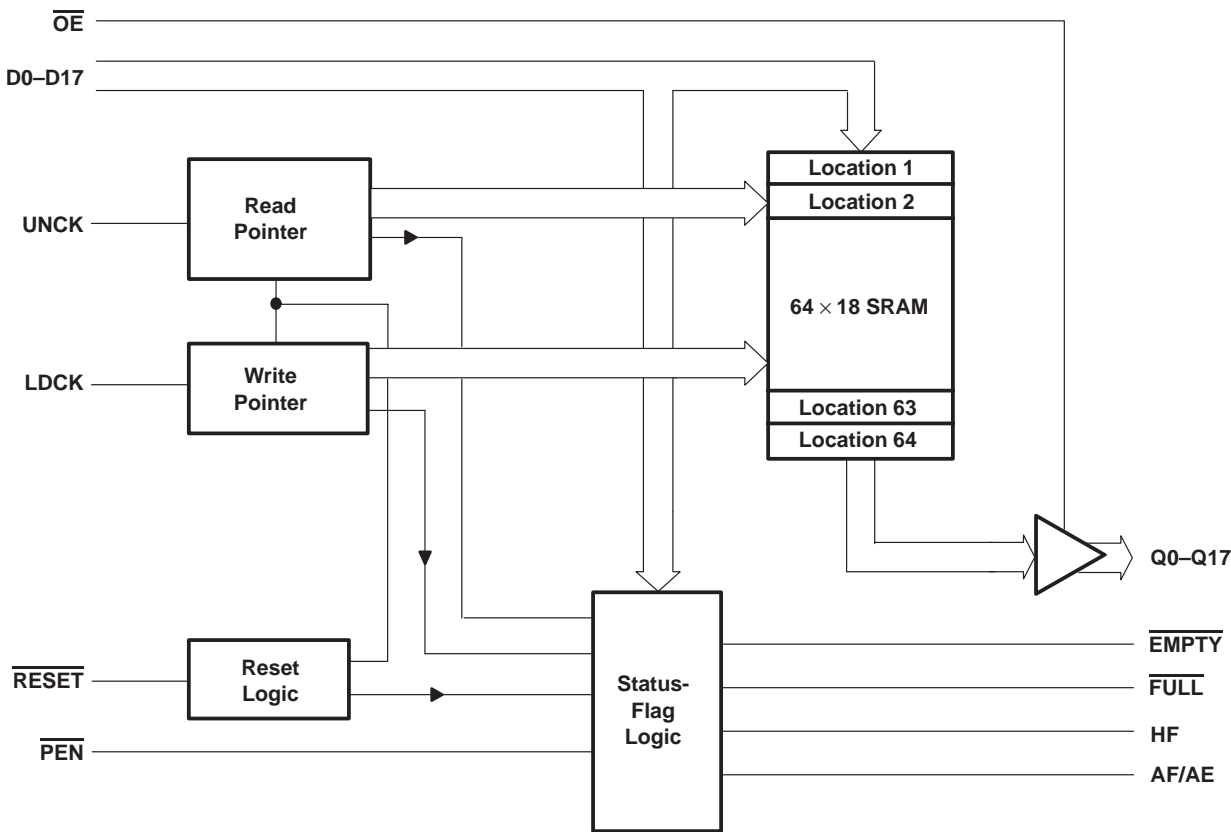 OE
D0–D17
Location 1
Read
Pointer
Location 2
UNCK
64 × 18 SRAM
LDCK
Write
Pointer
Location 63
Location 64
Q0–Q17
RESET
Reset
Logic
Status-
Flag
Logic
EMPTY
FULL
HF
PEN
AF/AE